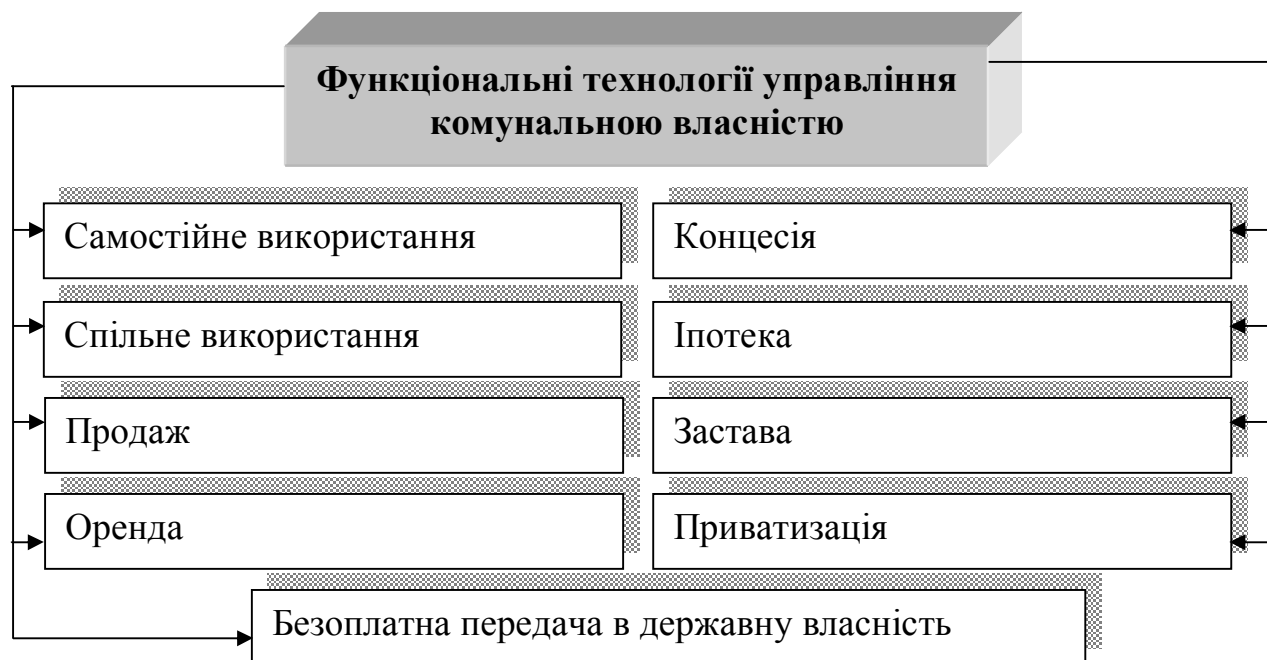 Функціональні технології управління
комунальною власністю
Самостійне використання
Спільне використання
Продаж
Оренда
Концесія
Іпотека
Застава
Приватизація
Безоплатна передача в державну власність